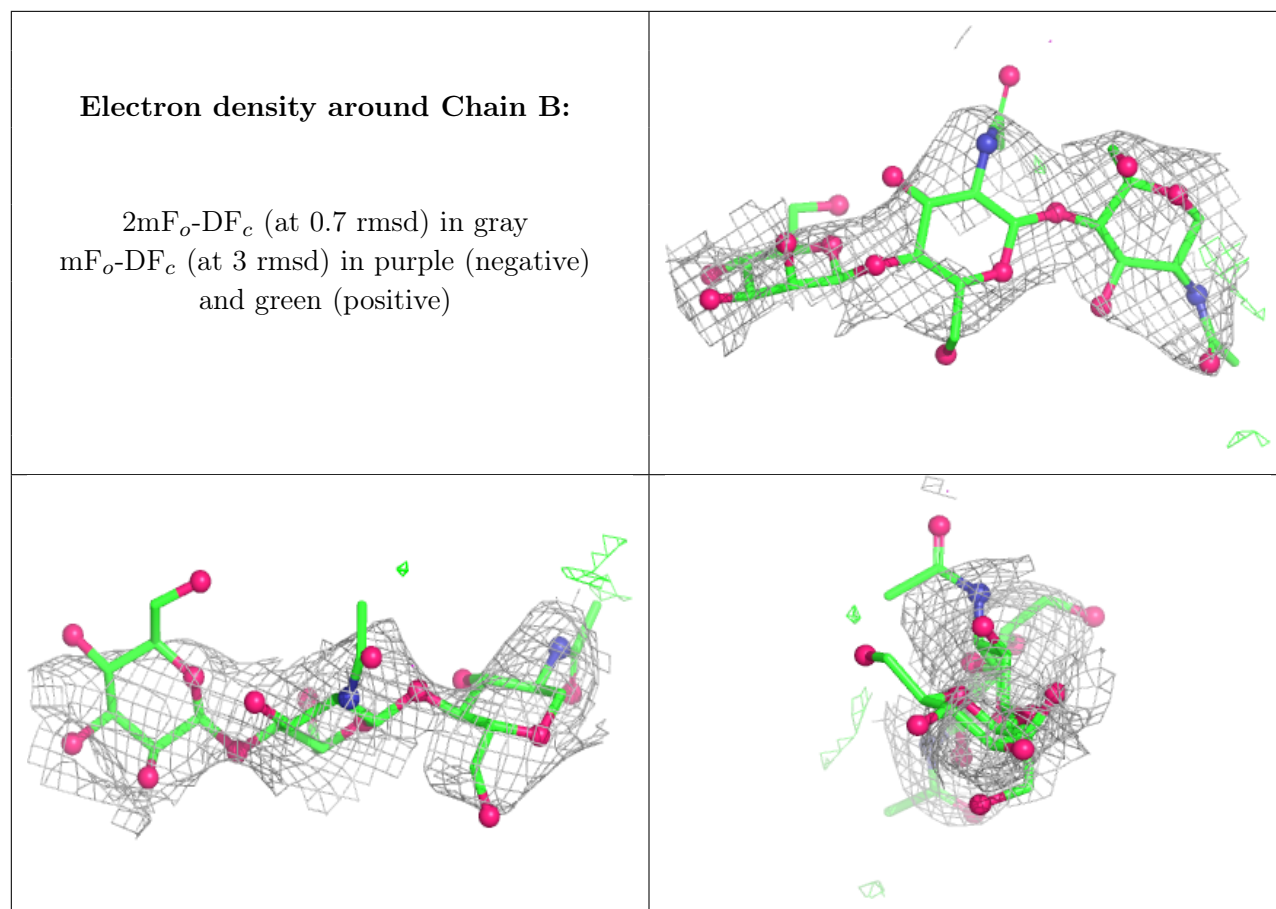 Electron density around Chain B:
2mFo-DFc (at 0.7 rmsd) in gray
mFo-DFc (at 3 rmsd) in purple (negative)
and green (positive)